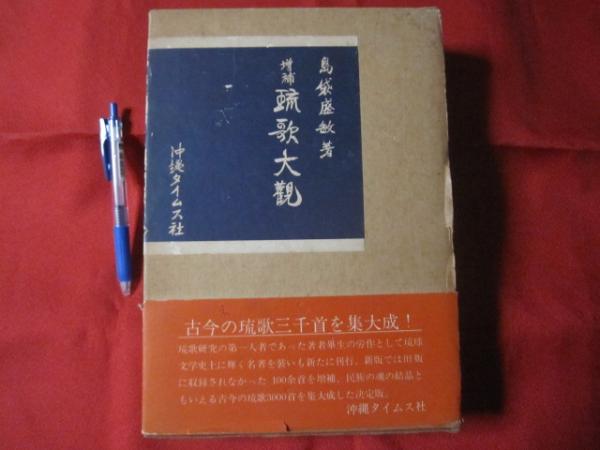 島袋盛敏著
増補
琉歌大觀
沖縄タイムス社
古今の琉歌三千首を集大成！
琉歌研究の第一人者であった著者畢生の労作として琉球
文学史上に輝く名著を装いも新たに刊行。新版では旧版
に収録されなかった400余首を増補、民族の魂の結晶と
もいえる古今の琉歌3000首を集大成した決定版。
沖縄タイムス社